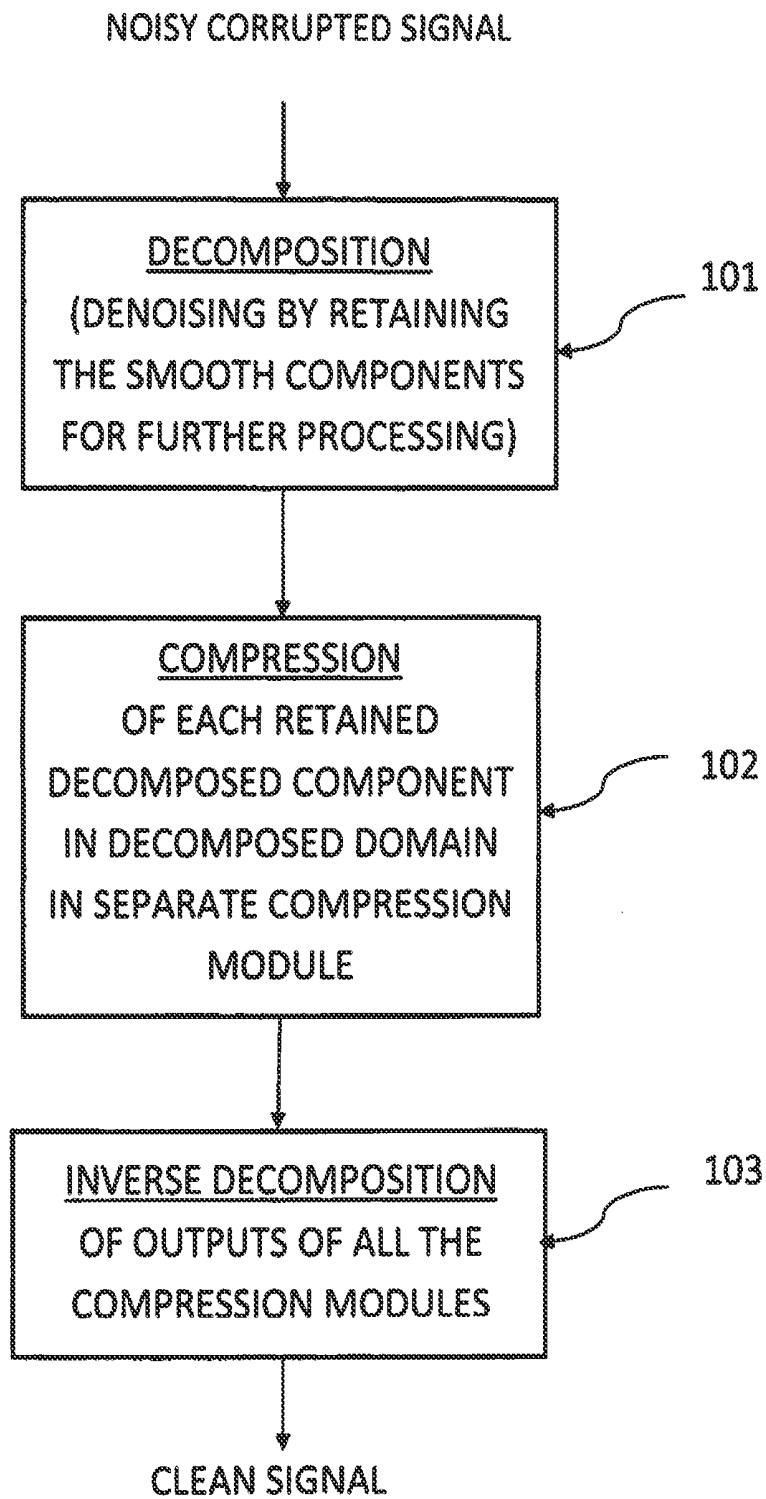 NOISY CORRUPTED SIGNAL
DECOMPOSITION
(DENOISING BY RETAINING
THE SMOOTH COMPONENTS
FOR FURTHER PROCESSING)
101
COMPRESSION
OF EACH RETAINED
DECOMPOSED COMPONENT
IN DECOMPOSED DOMAIN
IN SEPARATE COMPRESSION
MODULE
102
INVERSE DECOMPOSITION
OF OUTPUTS OF ALL THE
COMPRESSION MODULES
103
CLEAN SIGNAL